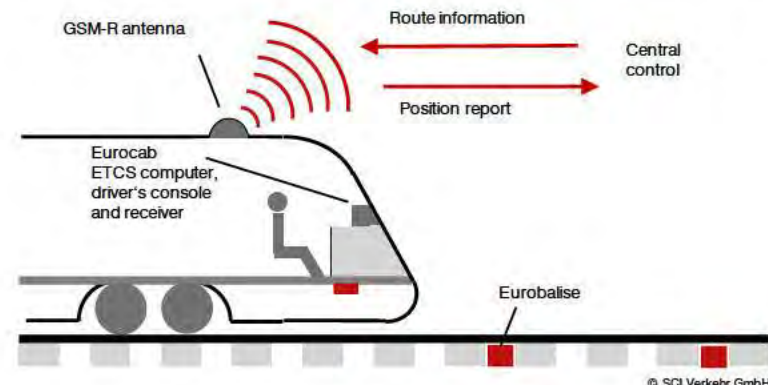 Route information
GSM-R antenna
Central
control
Position report
Eurocab
ETCS computer,
driver's console
and receiver
Eurobalise
© SCI Verkehr GmbH